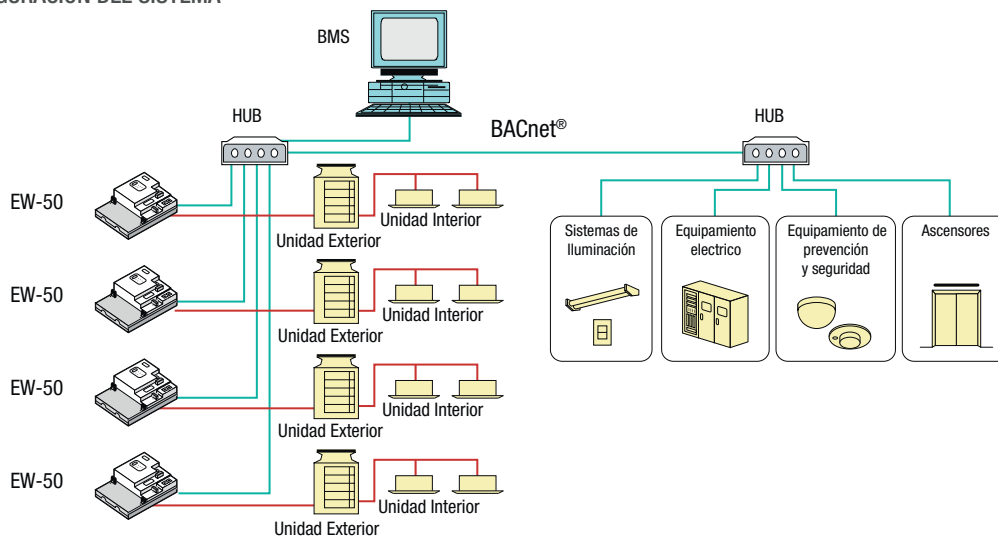 BMS
HUB
BACnet®
HUB
EW-50
Unidad Interior
Unidad Exterior
EW-50
Unidad Interior
Unidad Exterior
EW-50
Unidad Interior
Unidad Exterior
EW-50
Unidad Interior
Unidad Exterior
Sistemas de
Iluminación
Equipamiento
electrico
Equipamiento de
prevención
y seguridad
Ascensores